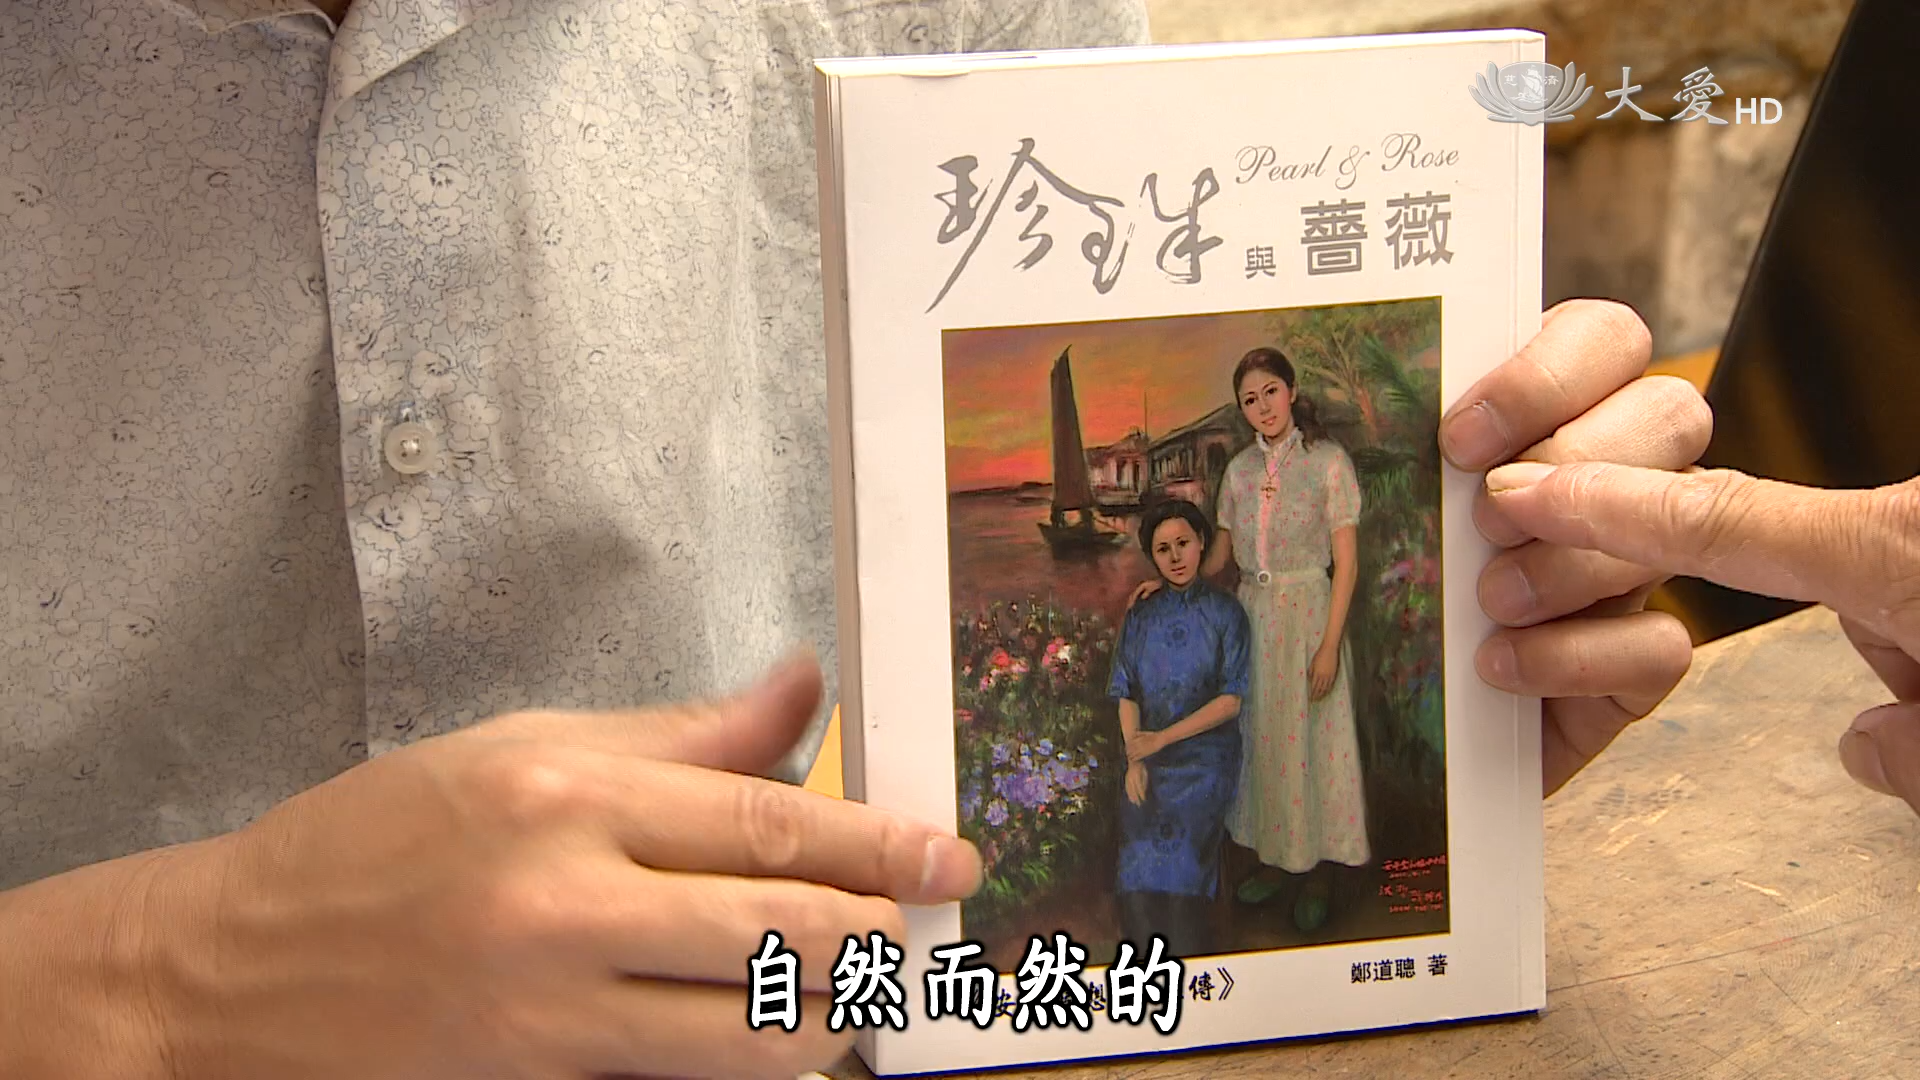 大愛HD
Pearl & Rose
珍珠與薔薇
鄭道聰 著
傳》
自然而然的